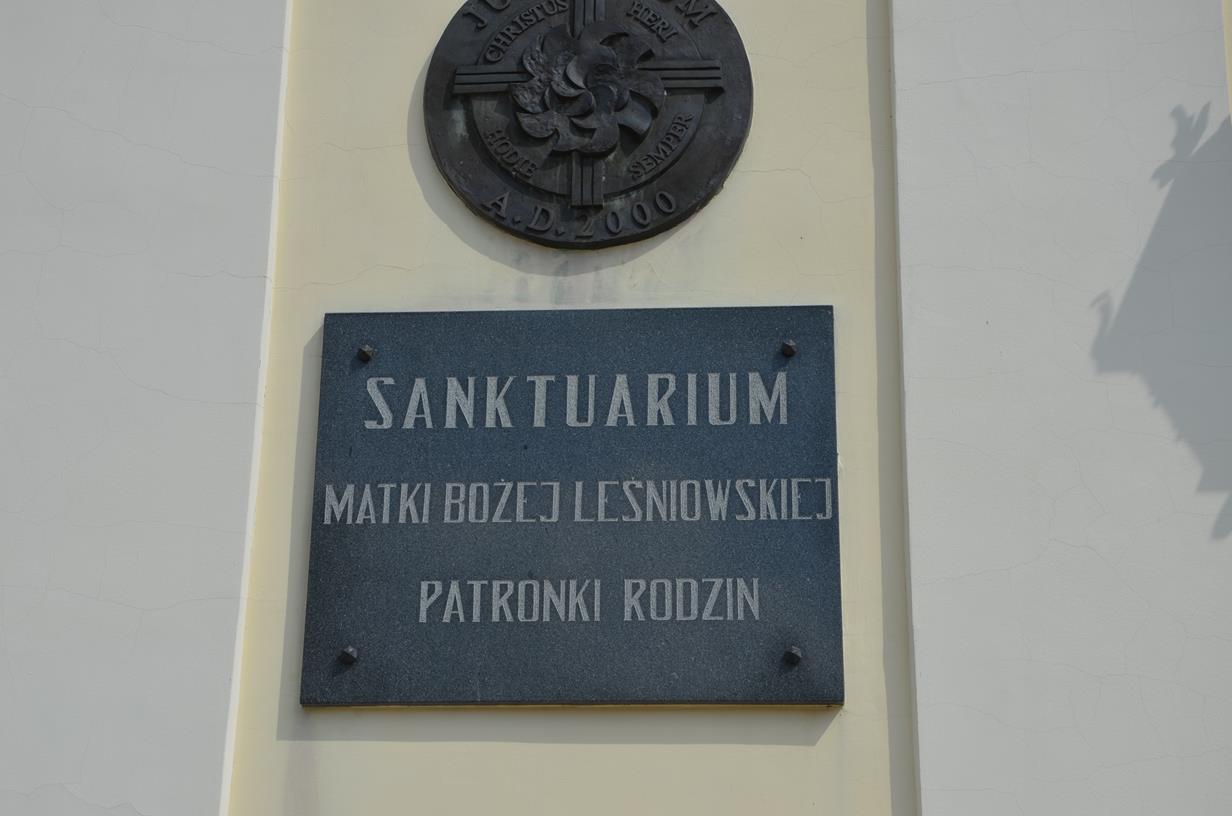 CHRISTUS HERI
HODIE SEMPER
A.D. 2000
SANKTUARIUM
MATKI BOŻEJ LEŚNIOWSKIEJ
PATRONKI RODZIN